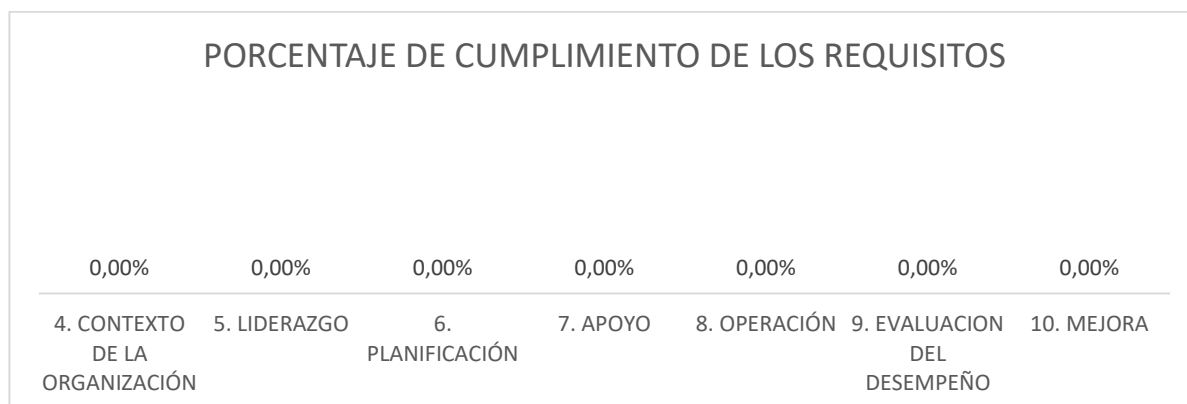 PORCENTAJE DE CUMPLIMIENTO DE LOS REQUISITOS
0,00% 0,00% 0,00% 0,00% 0,00% 0,00% 0,00%
4. CONTEXTO
DE LA
ORGANIZACIÓN
5. LIDERAZGO
6.
PLANIFICACIÓN
7. APOYO
8. OPERACIÓN
9. EVALUACION
DEL
DESEMPEÑO
10. MEJORA